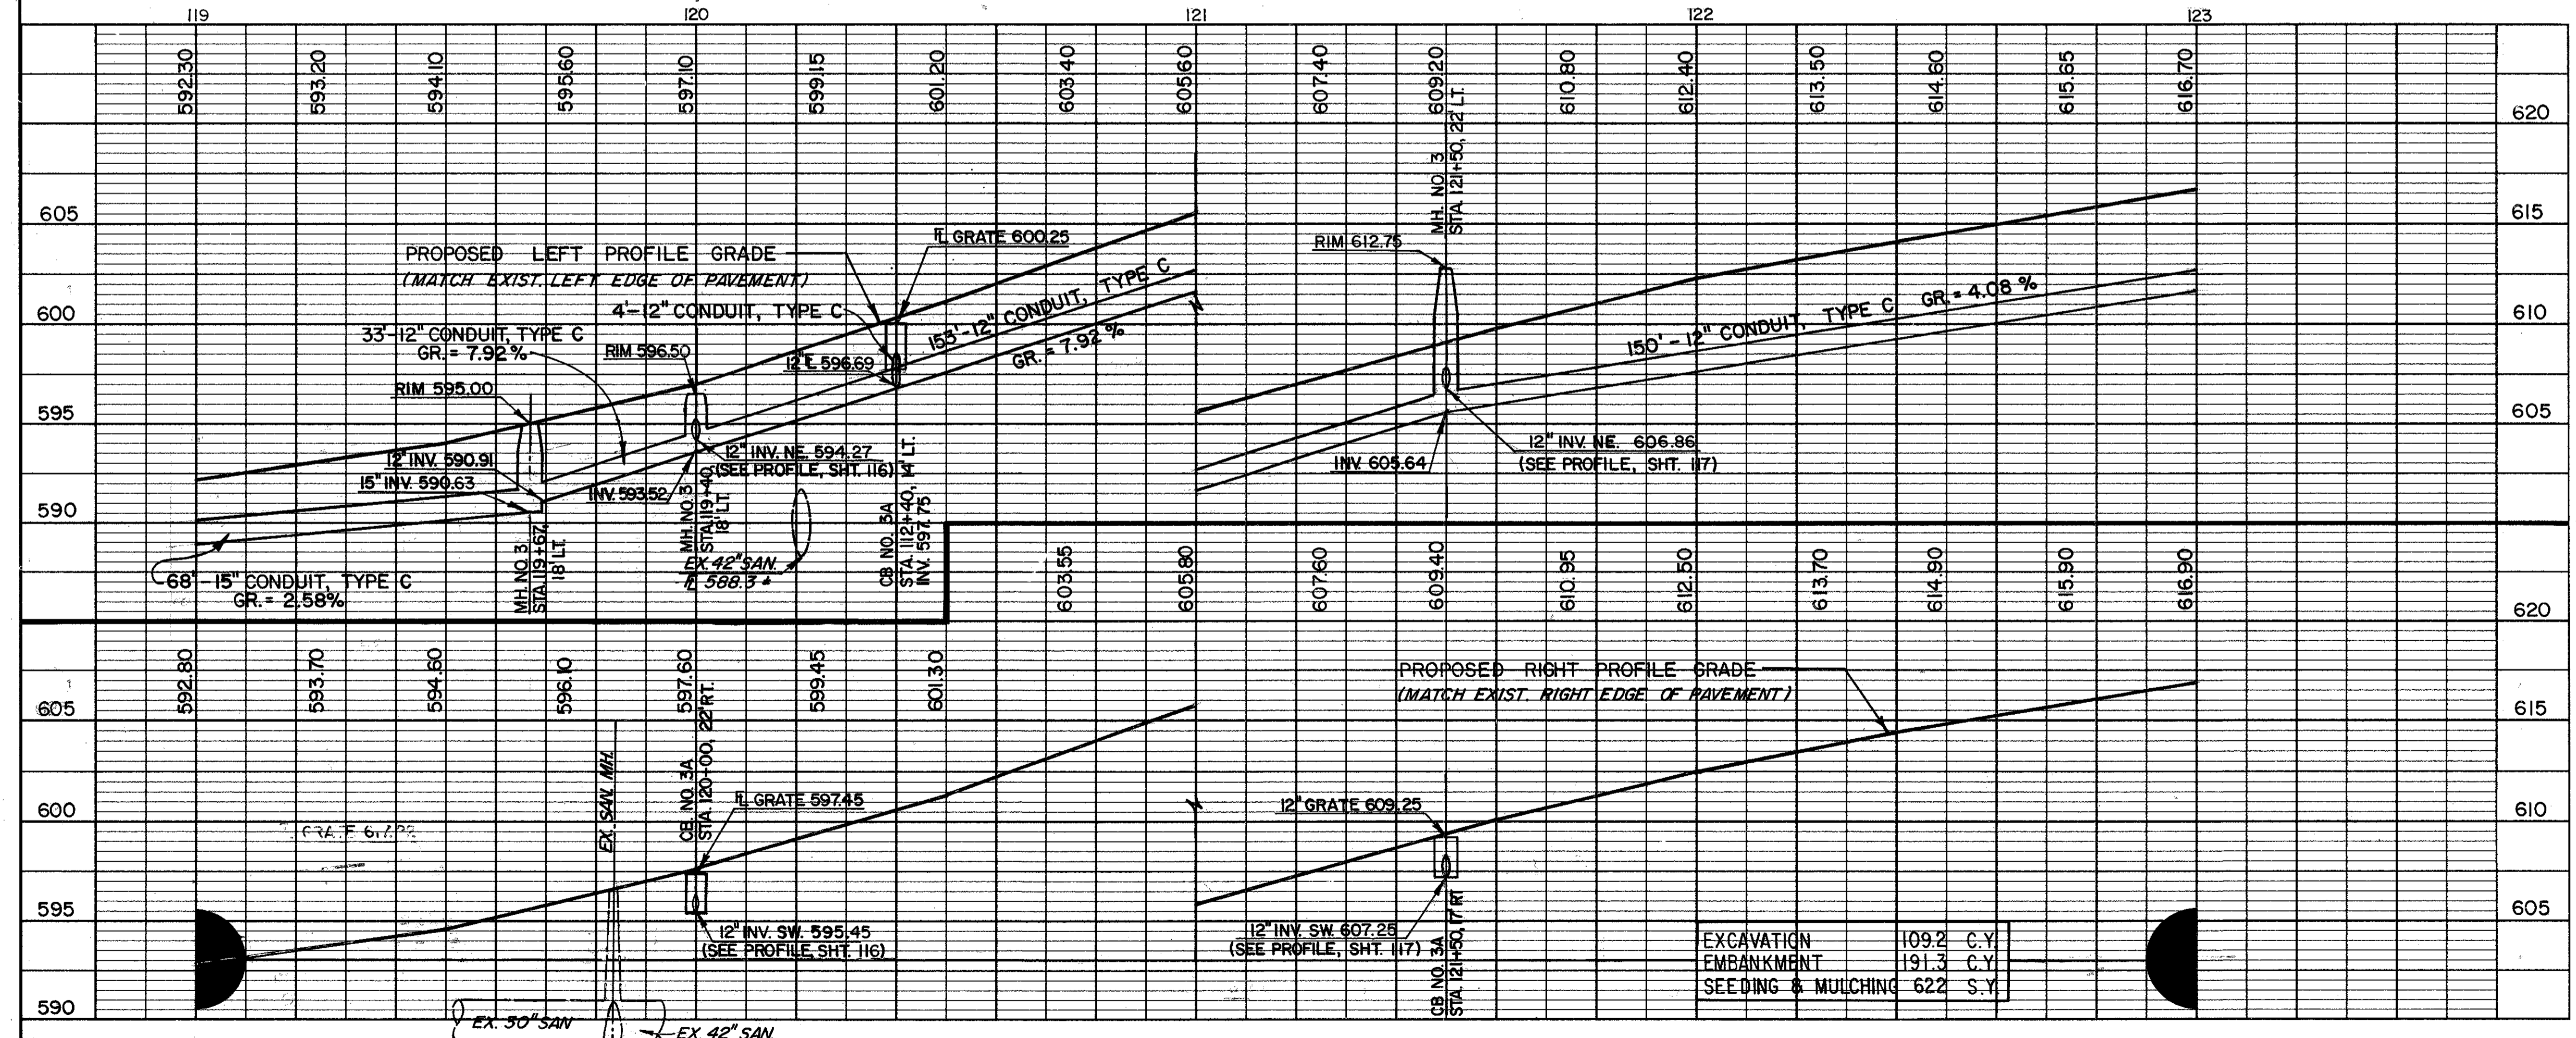 119 120 121 122 123
592.30 593.20 594.10 595.60 597.10 599.15 601.20 603.40 605.60 607.40 609.20 610.80 612.40 613.50 614.60 615.65 616.70
620
MH. NO. 3
STA. 121+50, 22' LT.
605 615
PROPOSED LEFT PROFILE GRADE
(MATCH EXIST. LEFT EDGE OF PAVEMENT)
℄ GRATE 600.25
RIM 612.75
4'-12" CONDUIT, TYPE C
153'-12" CONDUIT, TYPE C
GR. = 7.92 %
150'-12" CONDUIT, TYPE C GR. = 4.08 %
600 610
33'-12" CONDUIT, TYPE C
GR. = 7.92 %
RIM 596.50
596.69
RIM 595.00
595 605
12" INV. 590.91
15" INV. 590.63
INV. 593.52
12" INV. NE. 594.27
(SEE PROFILE, SHT. 116)
INV. 605.64
12" INV. NE. 606.86
(SEE PROFILE, SHT. 117)
590
MH. NO. 3
STA. 119+67,
18' LT.
MH. NO. 3
STA. 119+40
18' LT.
EX. 42" SAN.
588.3 ±
CB NO. 3A
STA. 112+40, 14' LT.
INV. 597.75
68'-15" CONDUIT, TYPE C
GR. = 2.58%
603.55 605.80 607.60 609.40 610.95 612.50 613.70 614.90 615.90 616.90
620
592.80 593.70 594.60 596.10 597.60 599.45 601.30
PROPOSED RIGHT PROFILE GRADE
(MATCH EXIST. RIGHT EDGE OF PAVEMENT)
605 615
EX. SAN. MH.
CB. NO. 3A
STA. 120+00, 22' RT.
℄ GRATE 597.45
12" GRATE 609.25
600 610
GRATE
595 605
12" INV. SW. 595.45
(SEE PROFILE, SHT. 116)
12" INV. SW. 607.25
(SEE PROFILE, SHT. 117)
CB NO. 3A
STA. 121+50, 17' RT
EXCAVATION 109.2 C.Y.
EMBANKMENT 191.3 C.Y.
SEEDING & MULCHING 622 S.Y.
590
EX. 30" SAN
EX. 42" SAN.